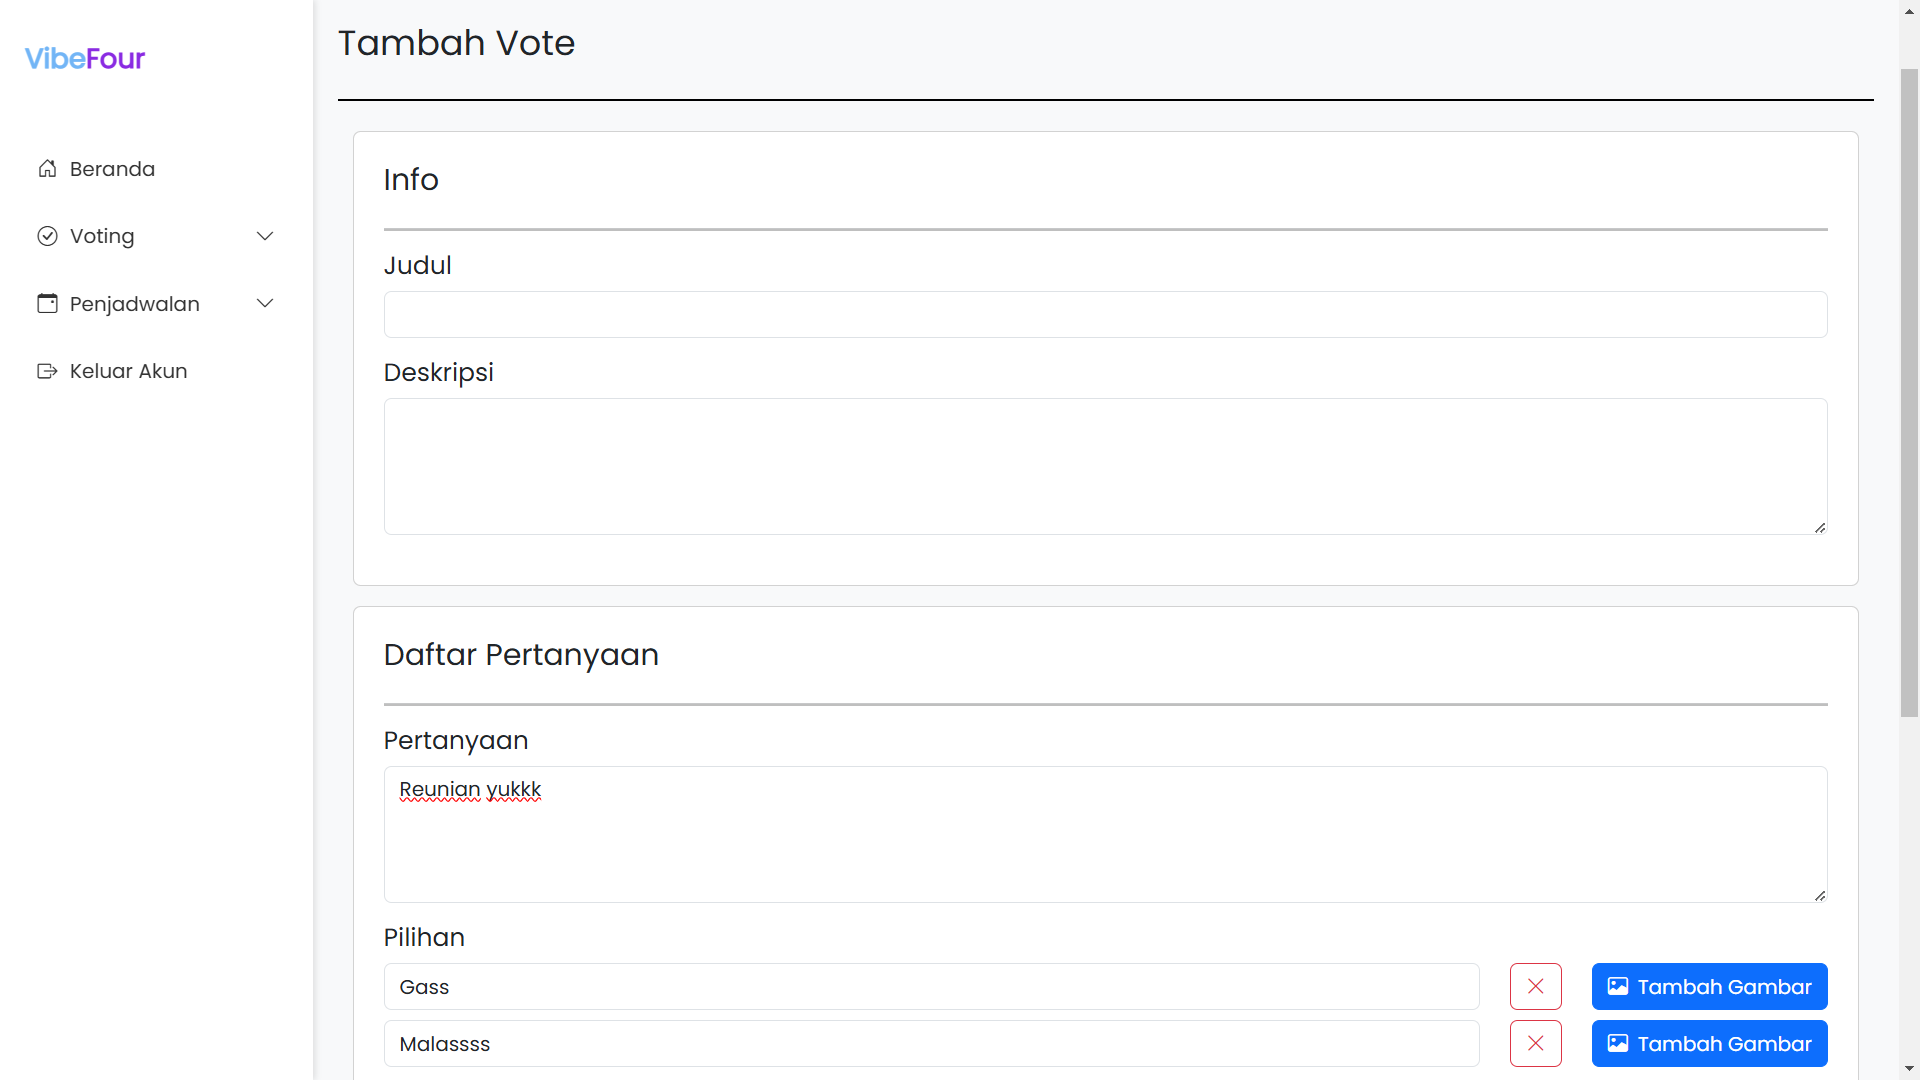 VibeFour
Beranda
Voting
Penjadwalan
Keluar Akun
Tambah Vote
Info
Judul
Deskripsi
Daftar Pertanyaan
Pertanyaan
Reunian yukkk
Pilihan
Gass
Tambah Gambar
Malassss
Tambah Gambar